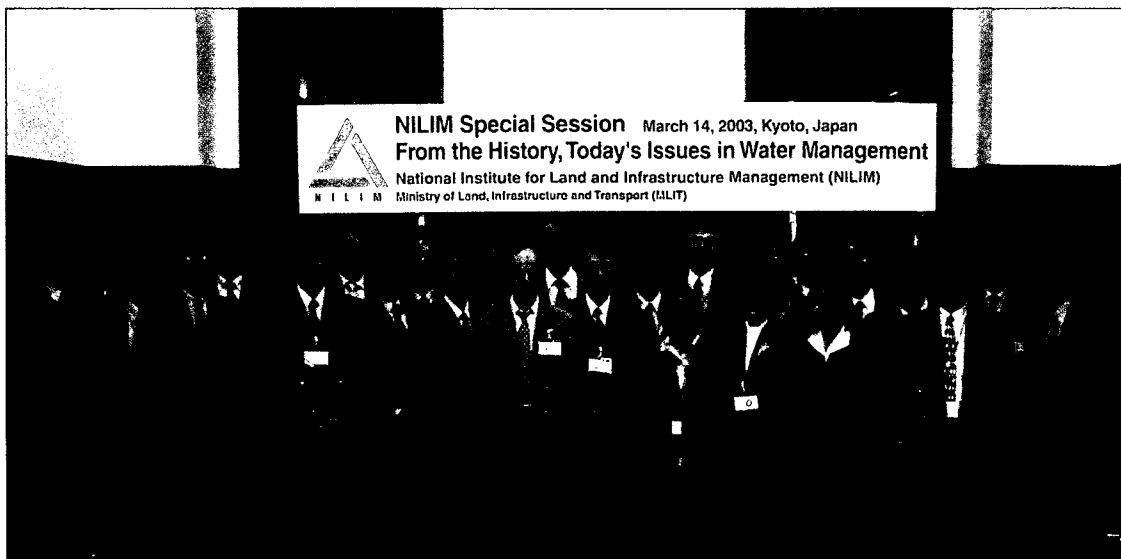 NILIM Special Session March 14, 2003, Kyoto, Japan
From the History, Today's Issues in Water Management
National Institute for Land and Infrastructure Management (NILIM)
Ministry of Land, Infrastructure and Transport (MLIT)
N I L I M